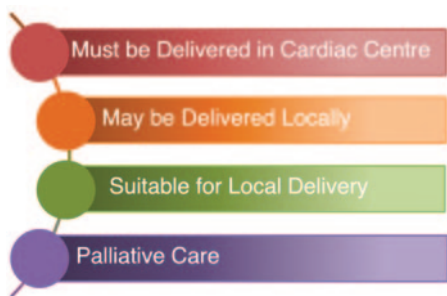 Must be Delivered in Cardiac Centre
May be Delivered Locally
Suitable for Local Delivery
Palliative Care